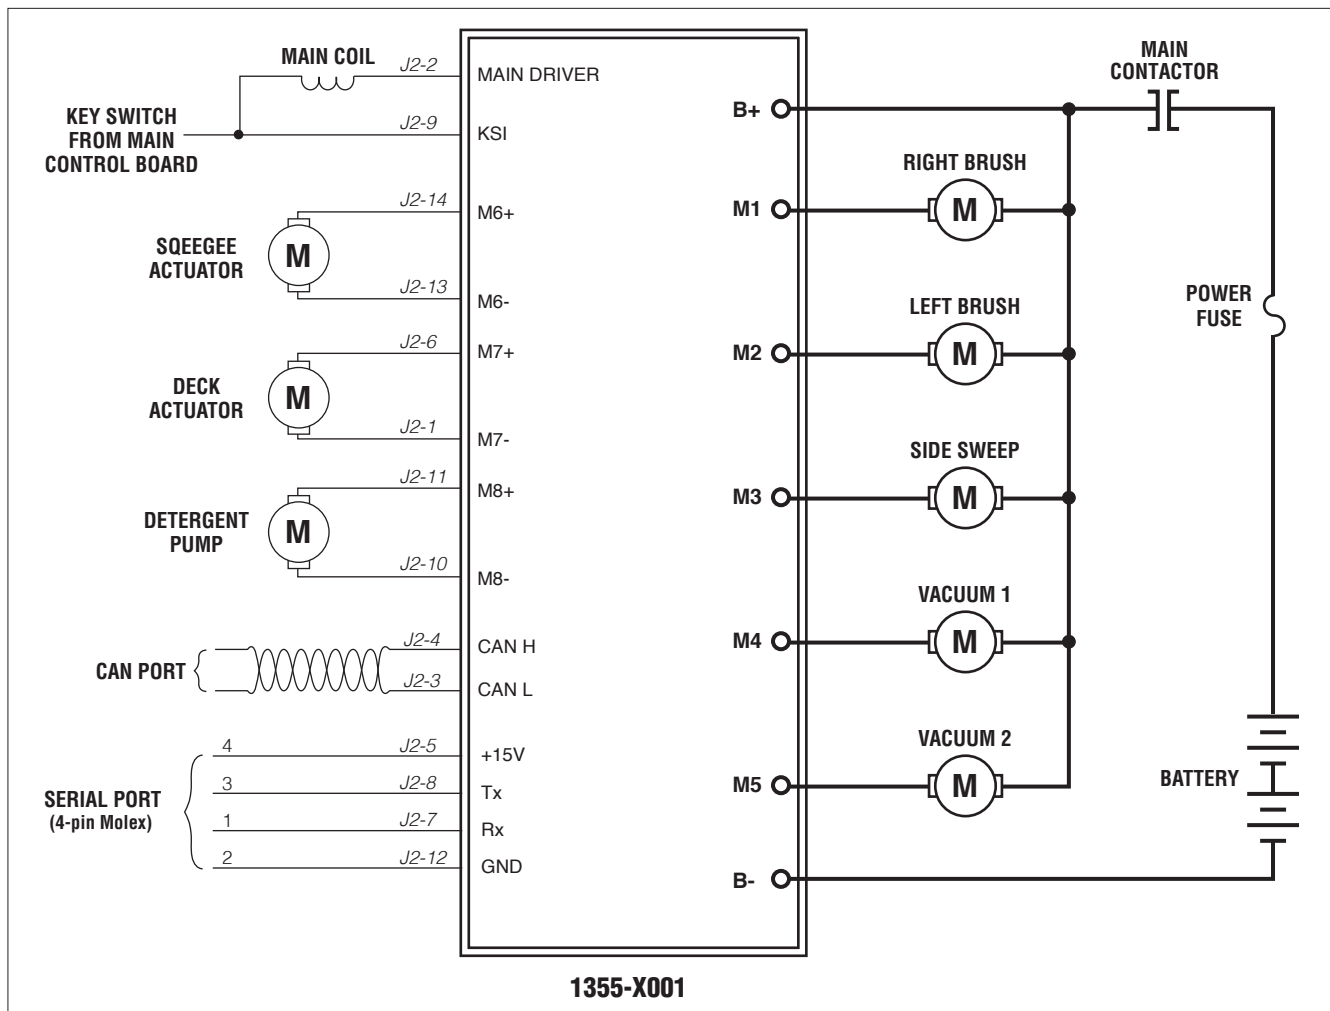 MAIN COIL
J2-2
MAIN DRIVER
KEY SWITCH
FROM MAIN
CONTROL BOARD
J2-9
KSI
J2-14
M6+
SQEEGEE
ACTUATOR
M
J2-13
M6-
J2-6
M7+
DECK
ACTUATOR
M
J2-1
M7-
J2-11
M8+
DETERGENT
PUMP
M
J2-10
M8-
CAN PORT
J2-4
CAN H
J2-3
CAN L
SERIAL PORT
(4-pin Molex)
4
J2-5
+15V
3
J2-8
Tx
1
J2-7
Rx
2
J2-12
GND
B+
MAIN
CONTACTOR
RIGHT BRUSH
M1
M
LEFT BRUSH
M2
M
POWER
FUSE
SIDE SWEEP
M3
M
VACUUM 1
M4
M
VACUUM 2
M5
M
BATTERY
B-
1355-X001